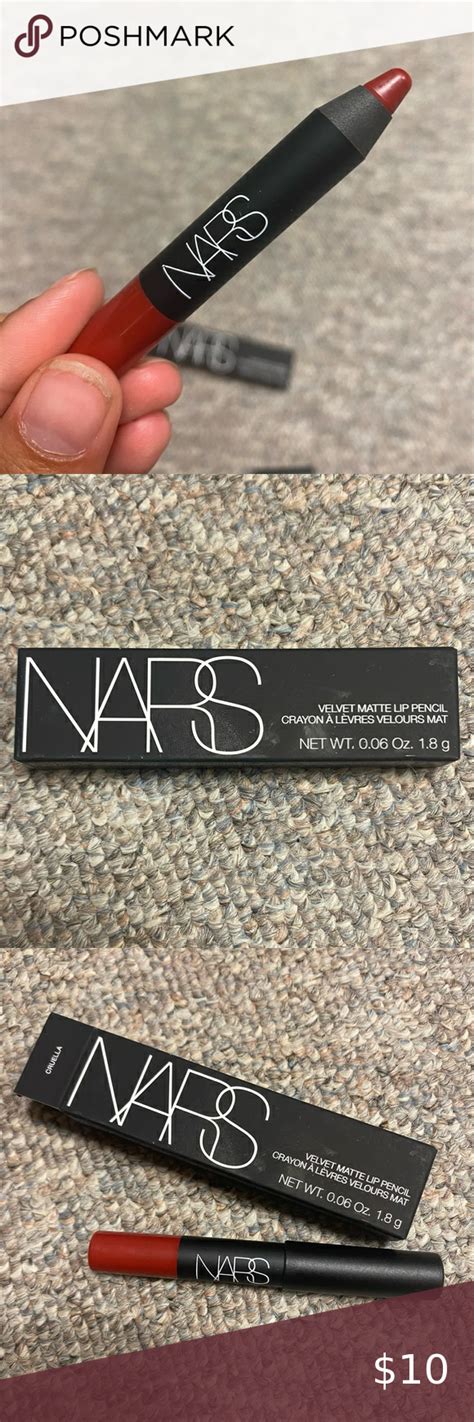 POSHMARK
NARS
NARS
NARS
VELVET MATTE LIP PENCIL
CRAYON À LÈVRES VELOURS MAT
NET WT. 0.06 Oz. 1.8 g
CRUELLA
NARS
VELVET MATTE LIP PENCIL
CRAYON À LÈVRES VELOURS MAT
NET WT. 0.06 Oz. 1.8 g
NARS
$10